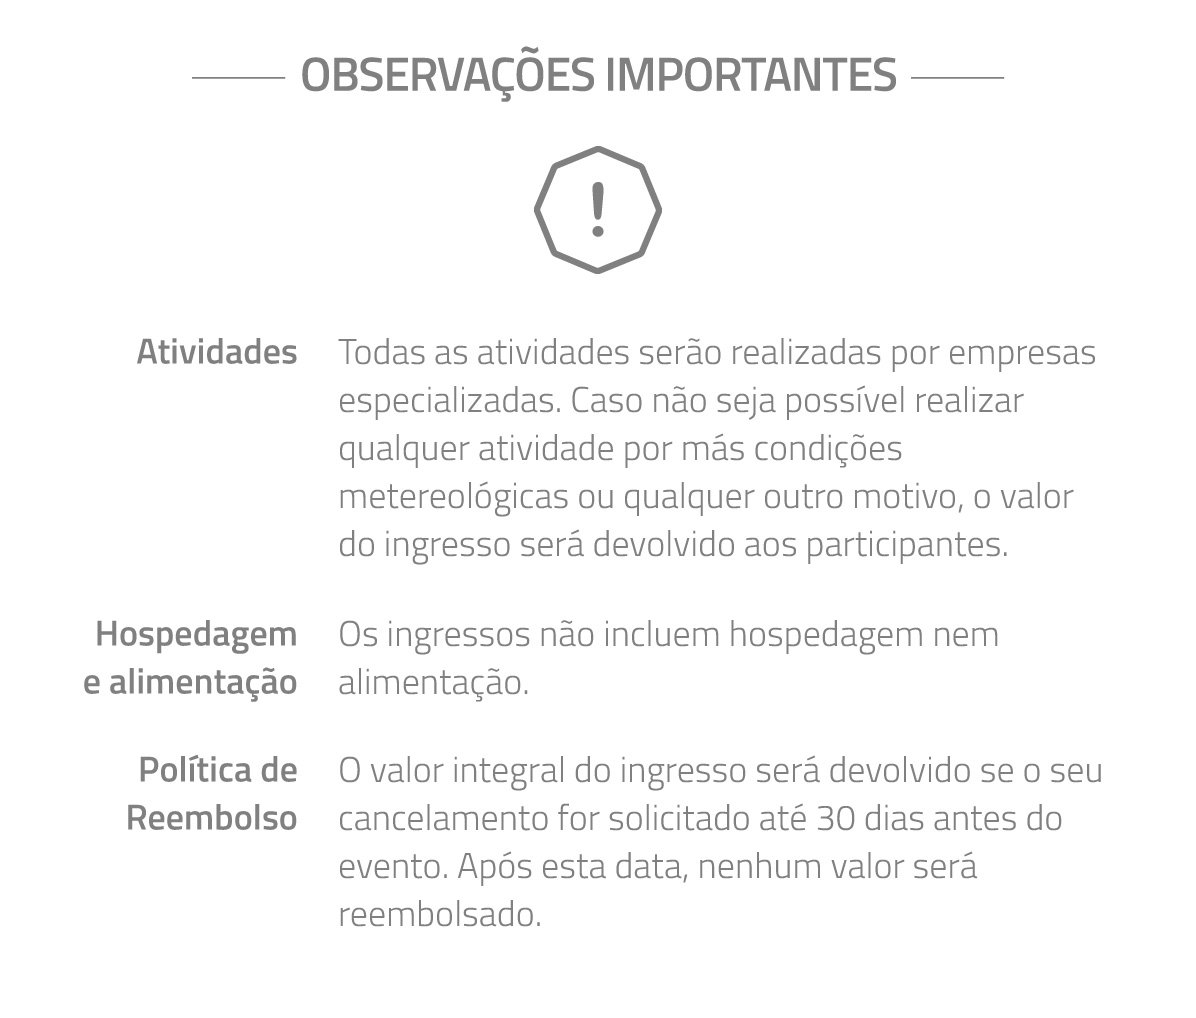 OBSERVAÇÕES IMPORTANTES
!
Atividades
Todas as atividades serão realizadas por empresas
especializadas. Caso não seja possível realizar
qualquer atividade por más condições
metereológicas ou qualquer outro motivo, o valor
do ingresso será devolvido aos participantes.
Hospedagem
e alimentação
Os ingressos não incluem hospedagem nem
alimentação.
Política de
Reembolso
O valor integral do ingresso será devolvido se o seu
cancelamento for solicitado até 30 dias antes do
evento. Após esta data, nenhum valor será
reembolsado.